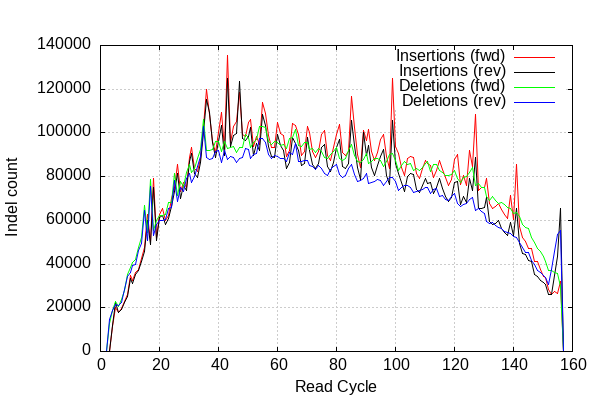 140000
120000
100000
80000
60000
40000
20000
0
Indel count
Insertions (fwd)
Insertions (rev)
Deletions (fwd)
Deletions (rev)
0 20 40 60 80 100 120 140 160
Read Cycle